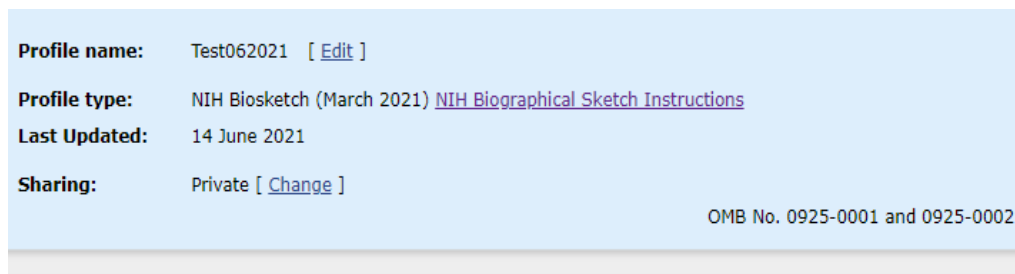 Profile name: Test062021 [ Edit ]
Profile type: NIH Biosketch (March 2021) NIH Biographical Sketch Instructions
Last Updated: 14 June 2021
Sharing: Private [ Change ]
OMB No. 0925-0001 and 0925-0002